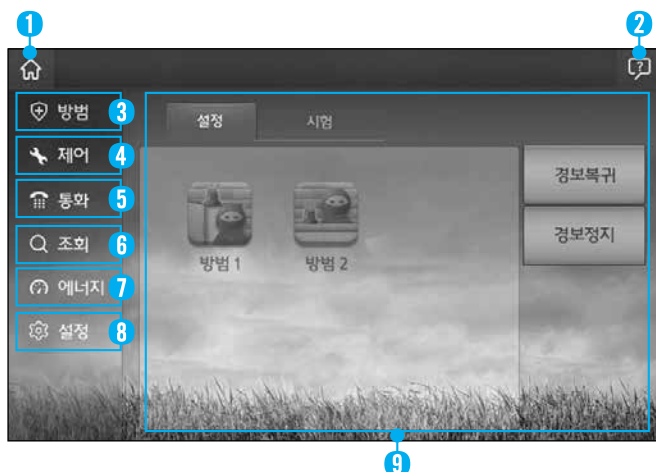 1
2
방범 3
제어 4
통화 5
조회 6
에너지 7
설정 8
설정 시험
방범 1 방범 2
경보복귀
경보정지
9